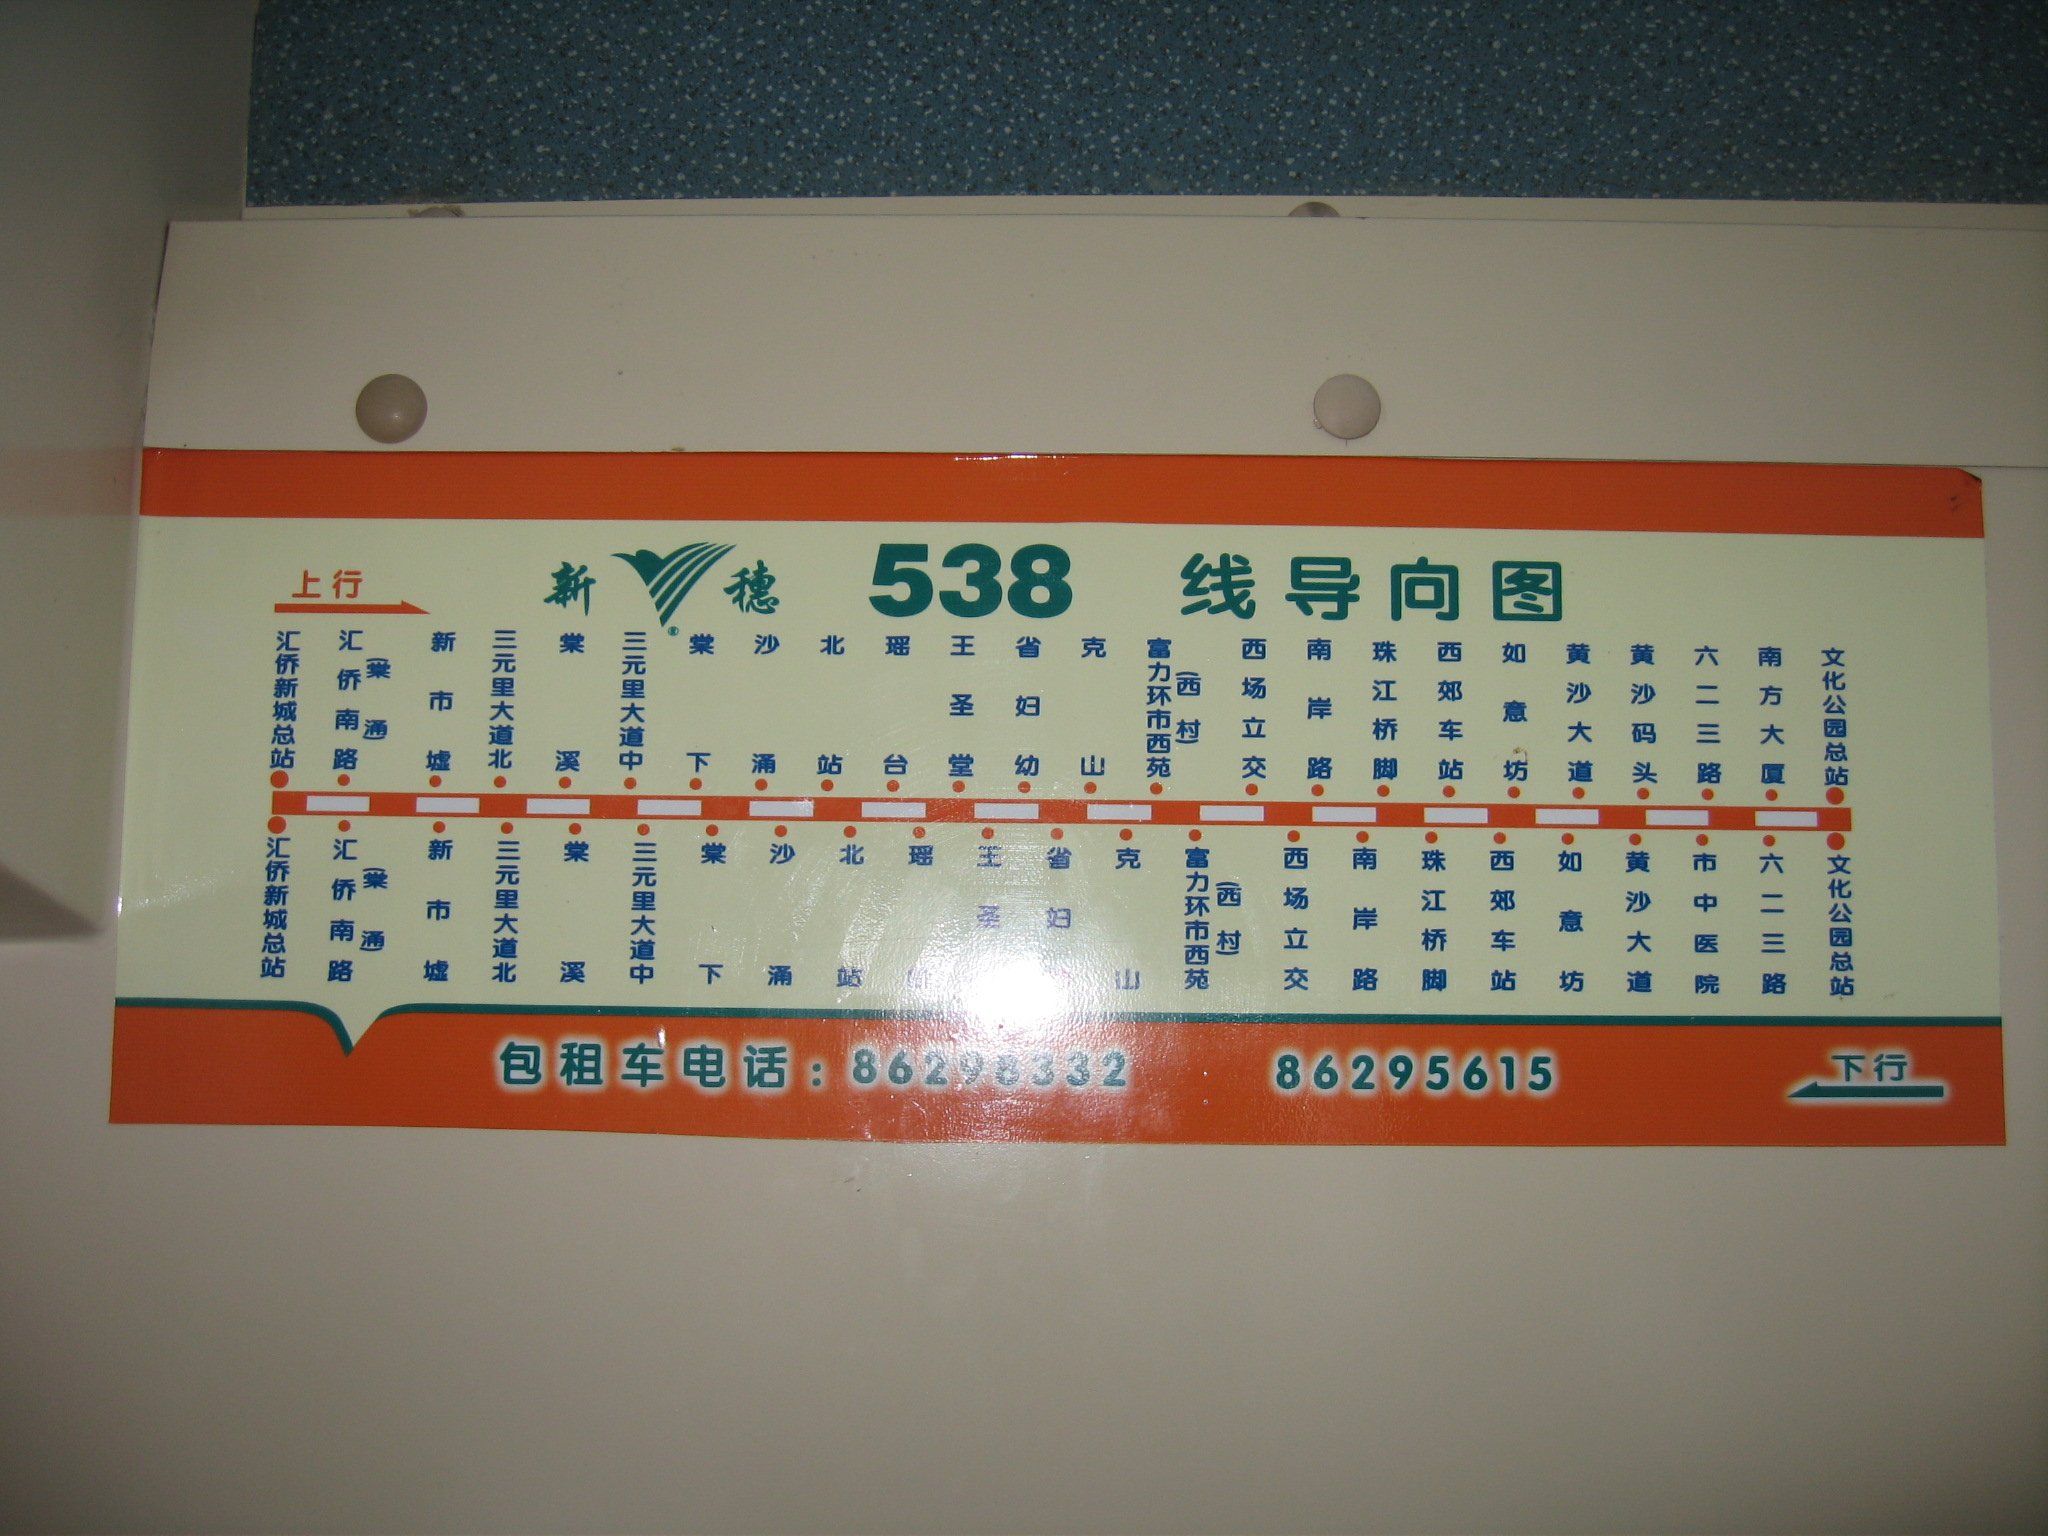 上行
新 穗 ® 538 线导向图
汇侨新城总站
汇侨南路
(棠涌)
新市墟
三元里大道北
棠溪
三元里大道中
棠下
沙涌
北站
瑶台
王圣堂
省妇幼
克山
富力环市西苑
(西村)
西场立交
南岸路
珠江桥脚
西郊车站
如意坊
黄沙大道
黄沙码头
六二三路
南方大厦
文化公园总站
汇侨新城总站
汇侨南路
(棠涌)
新市墟
三元里大道北
棠溪
三元里大道中
棠下
沙涌
北站
瑶
王圣
省妇
克山
富力环市西苑
(西村)
西场立交
南岸路
珠江桥脚
西郊车站
如意坊
黄沙大道
市中医院
六二三路
文化公园总站
包租车电话:86298332 86295615
下行